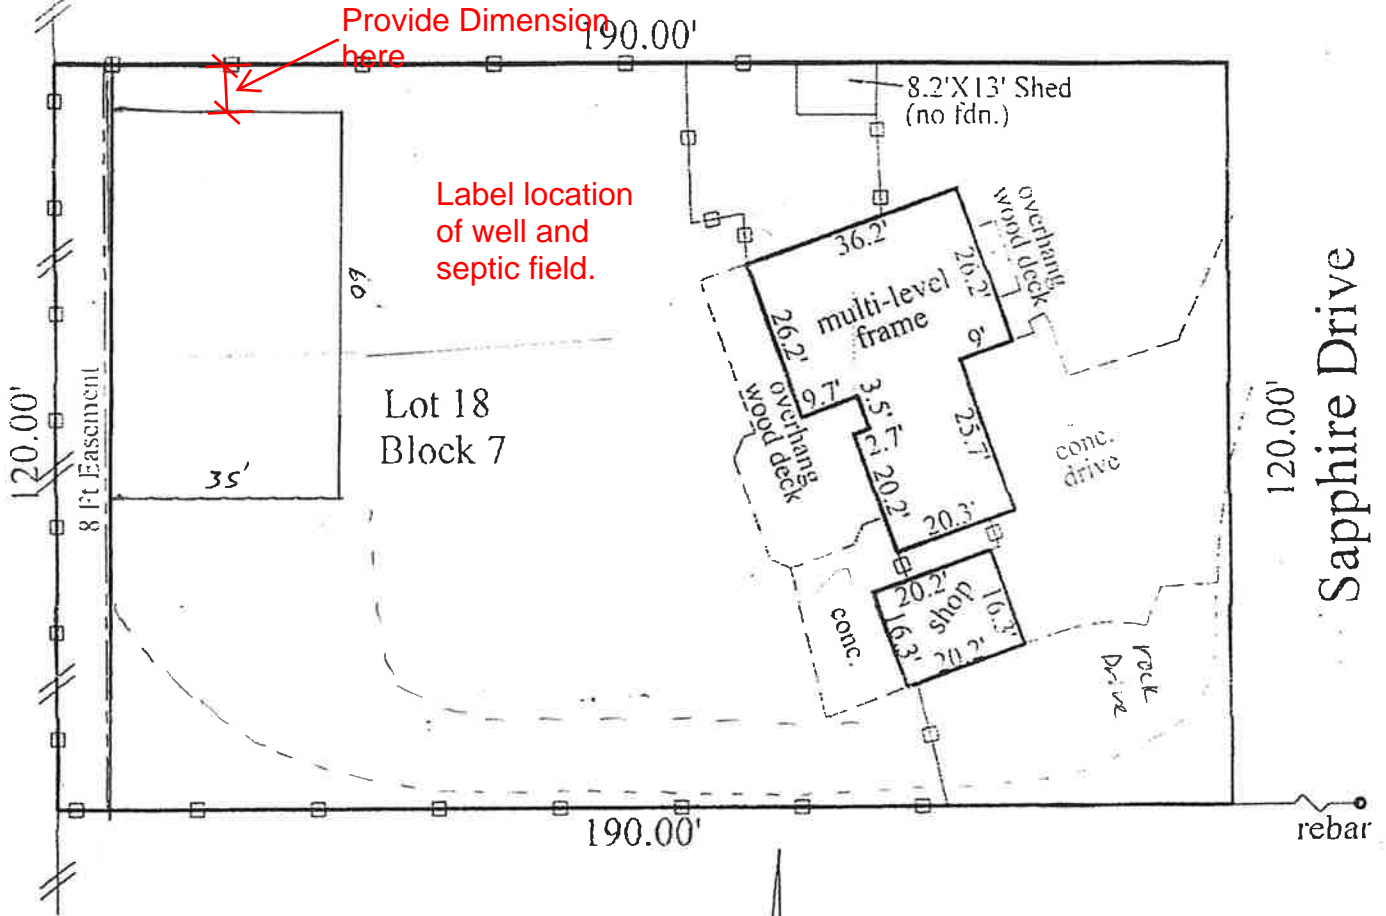 Provide Dimension
here
190.00'
8.2'X13' Shed
(no fdn.)
Label location
of well and
septic field.
overhang
wood deck
36.2'
26.2'
multi-level
frame
26.2'
9'
60
9.7'
3.5'
7'
overhang
wood deck
25.7'
conc.
drive
Lot 18
Block 7
120.00'
8 Ft Easement
35'
20.2'
20.3'
120.00'
Sapphire Drive
20.2'
shop
16.3'
16.3'
20.2'
conc.
rock
Drive
190.00'
rebar